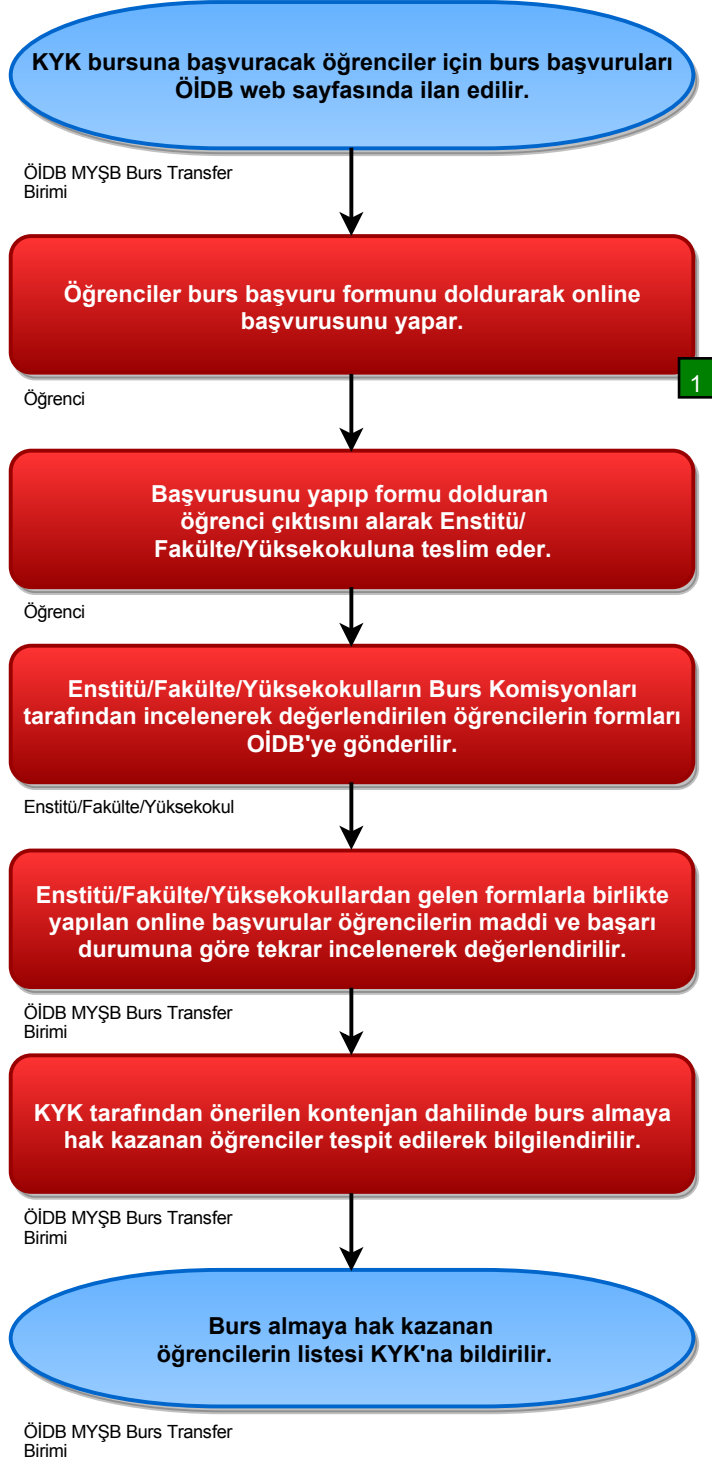 KYK bursuna başvuracak öğrenciler için burs başvuruları
ÖİDB web sayfasında ilan edilir.
ÖİDB MYŞB Burs Transfer
Birimi
Öğrenciler burs başvuru formunu doldurarak online
başvurusunu yapar.
1
Öğrenci
Başvurusunu yapıp formu dolduran
öğrenci çıktısını alarak Enstitü/
Fakülte/Yüksekokuluna teslim eder.
Öğrenci
Enstitü/Fakülte/Yüksekokulların Burs Komisyonları
tarafından incelenerek değerlendirilen öğrencilerin formları
OİDB'ye gönderilir.
Enstitü/Fakülte/Yüksekokul
Enstitü/Fakülte/Yüksekokullardan gelen formlarla birlikte
yapılan online başvurular öğrencilerin maddi ve başarı
durumuna göre tekrar incelenerek değerlendirilir.
ÖİDB MYŞB Burs Transfer
Birimi
KYK tarafından önerilen kontenjan dahilinde burs almaya
hak kazanan öğrenciler tespit edilerek bilgilendirilir.
ÖİDB MYŞB Burs Transfer
Birimi
Burs almaya hak kazanan
öğrencilerin listesi KYK'na bildirilir.
ÖİDB MYŞB Burs Transfer
Birimi